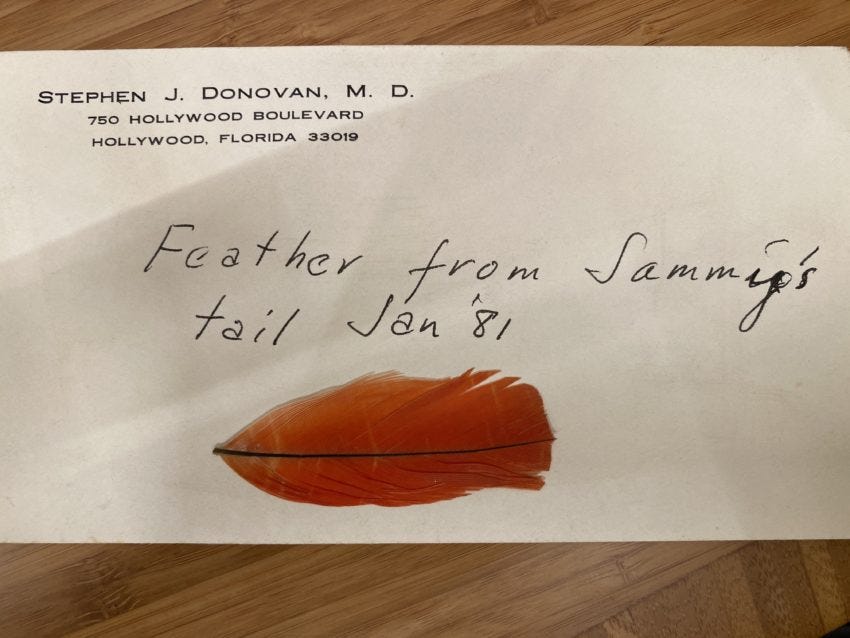 STEPHEN J. DONOVAN, M. D.
750 HOLLYWOOD BOULEVARD
HOLLYWOOD, FLORIDA 33019
Feather from Sammy's
tail Jan '81